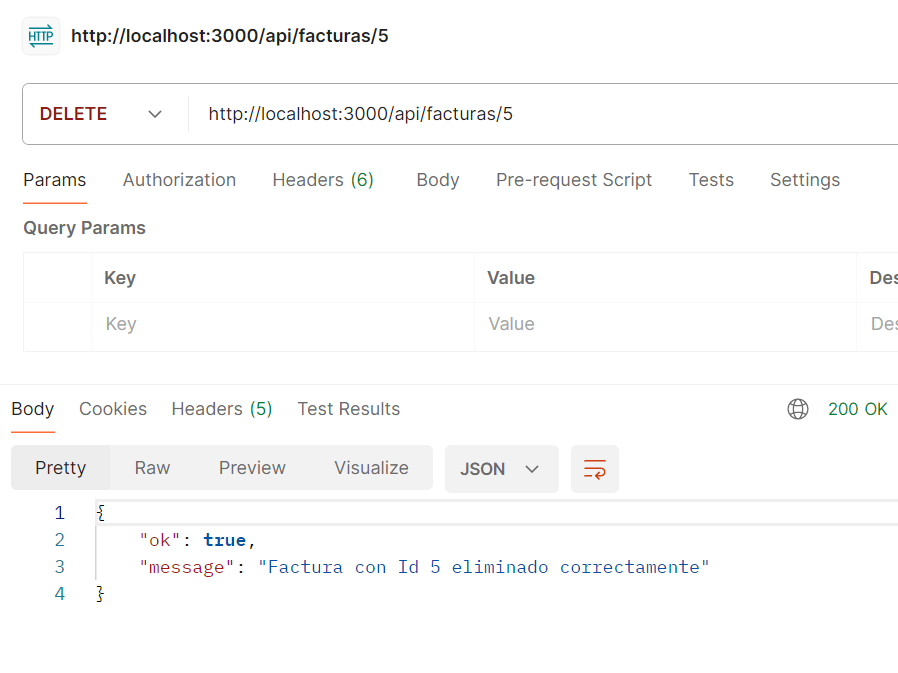 HTTP http://localhost:3000/api/facturas/5
DELETE http://localhost:3000/api/facturas/5
Params Authorization Headers (6) Body Pre-request Script Tests Settings
Query Params
Key Value Des
Key Value Des
Body Cookies Headers (5) Test Results 200 OK
Pretty Raw Preview Visualize JSON
1 {
2 "ok": true,
3 "message": "Factura con Id 5 eliminado correctamente"
4 }